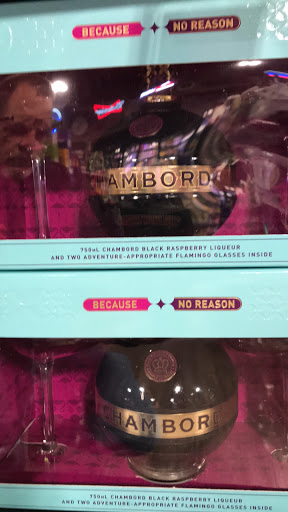 BECAUSE NO REASON
AMBORD
750mL CHAMBORD BLACK RASPBERRY LIQUEUR
AND TWO ADVENTURE-APPROPRIATE FLAMINGO GLASSES INSIDE
BECAUSE NO REASON
CHAMBORD
750mL CHAMBORD BLACK RASPBERRY LIQUEUR
AND TWO ADVENTURE-APPROPRIATE FLAMINGO GLASSES INSIDE